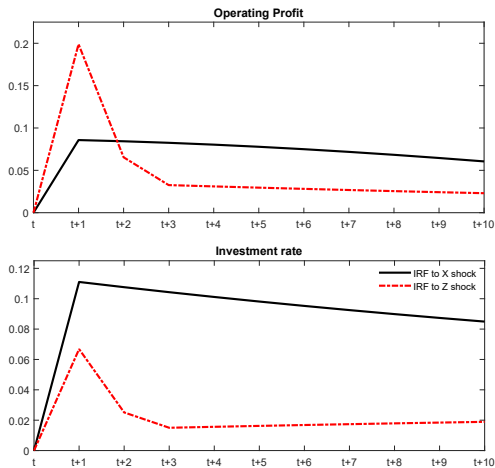 Operating Profit
0.2
0.15
0.1
0.05
0
t t+1 t+2 t+3 t+4 t+5 t+6 t+7 t+8 t+9 t+10
Investment rate
0.12
0.1
0.08
0.06
0.04
0.02
0
IRF to X shock
IRF to Z shock
t t+1 t+2 t+3 t+4 t+5 t+6 t+7 t+8 t+9 t+10